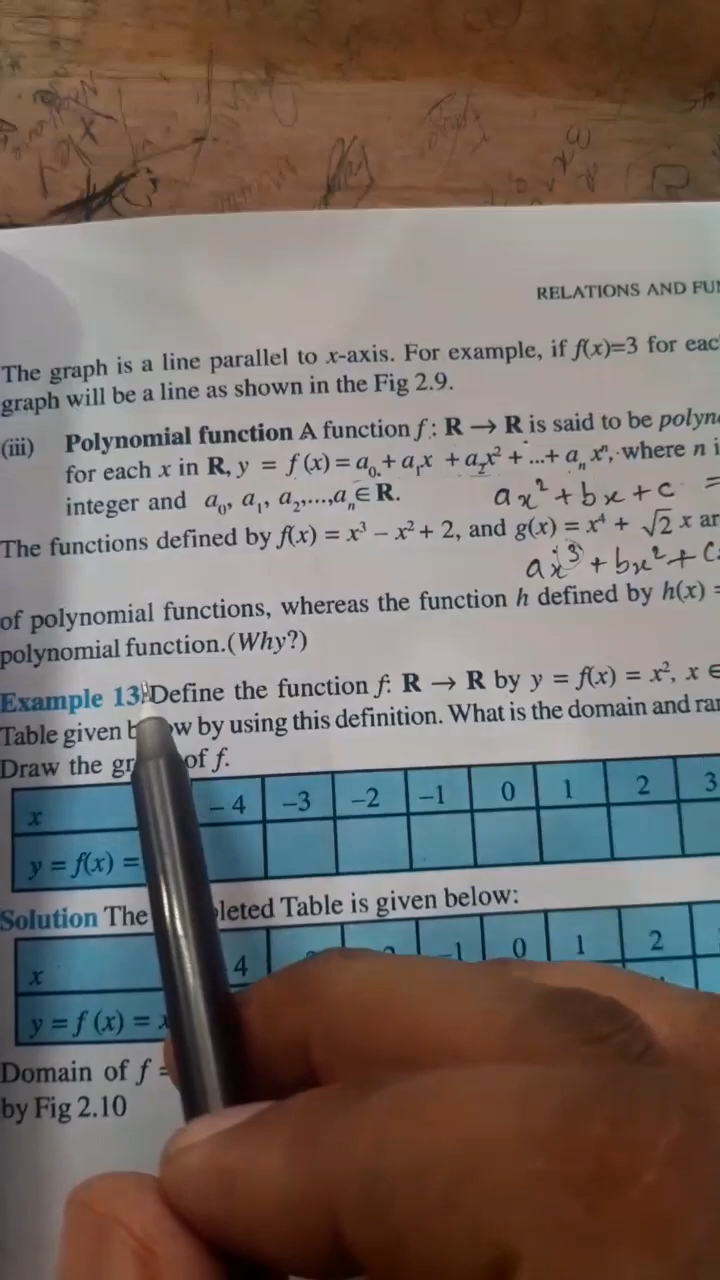 RELATIONS AND FUN
The graph is a line parallel to x-axis. For example, if f(x)=3 for eac
graph will be a line as shown in the Fig 2.9.
(iii) Polynomial function A function f : R → R is said to be polyn
for each x in R, y = f (x) = a₀ + a₁x + a₂x² + ...+ aₙ xⁿ, where n i
integer and a₀, a₁, a₂,...,aₙ∈R.
ax² + bx + c =
The functions defined by f(x) = x³ – x² + 2, and g(x) = x⁴ + √2 x ar
ax³ + bx² + c
of polynomial functions, whereas the function h defined by h(x) =
polynomial function.(Why?)
Example 13 Define the function f: R → R by y = f(x) = x², x ∈
Table given by using this definition. What is the domain and ra
Draw the of f.
x – 4 –3 –2 –1 0 1 2 3
y = f(x) =
Solution The Table is given below:
x 4 –1 0 1 2
y = f (x) = x
Domain of f =
by Fig 2.10